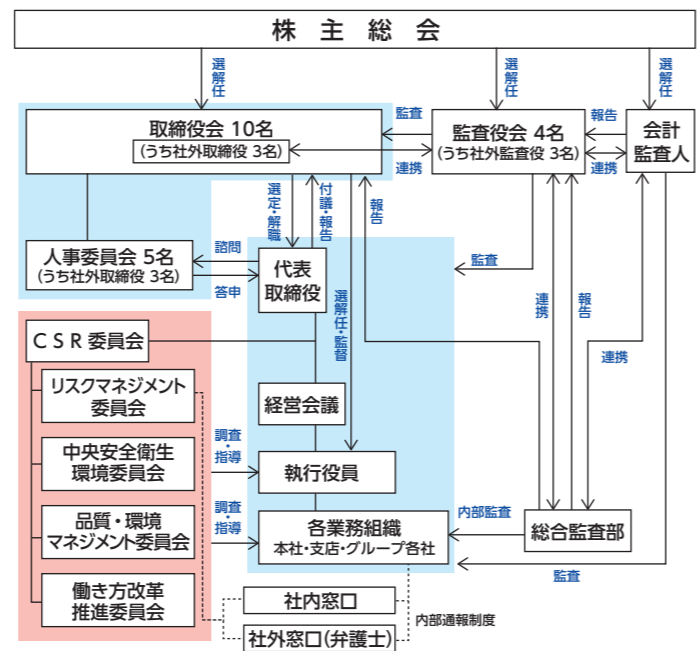 株主総会
選解任
選解任
選解任
取締役会 10名
(うち社外取締役 3名)
監査
連携
監査役会 4名
(うち社外監査役 3名)
報告
連携
会計
監査人
選定・解職
付議・報告
報告
人事委員会 5名
(うち社外取締役 3名)
諮問
答申
代表
取締役
監査
選解任・監督
連携
報告
連携
CSR委員会
リスクマネジメント
委員会
経営会議
中央安全衛生
環境委員会
調査・指導
執行役員
品質・環境
マネジメント委員会
調査・指導
各業務組織
本社・支店・グループ各社
内部監査
総合監査部
監査
働き方改革
推進委員会
社内窓口
内部通報制度
社外窓口(弁護士)